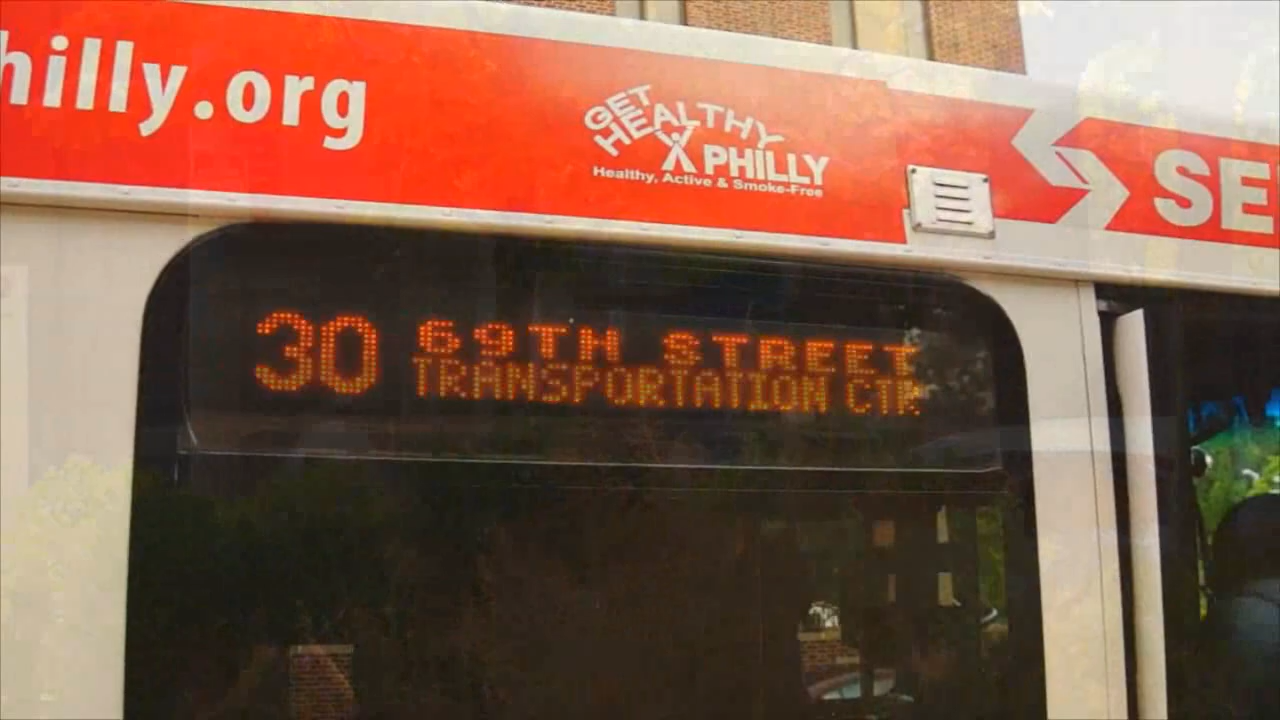 hilly.org
GET
HEALTHY
PHILLY
Healthy, Active & Smoke-Free
SE
30 69TH STREET
TRANSPORTATION CTR